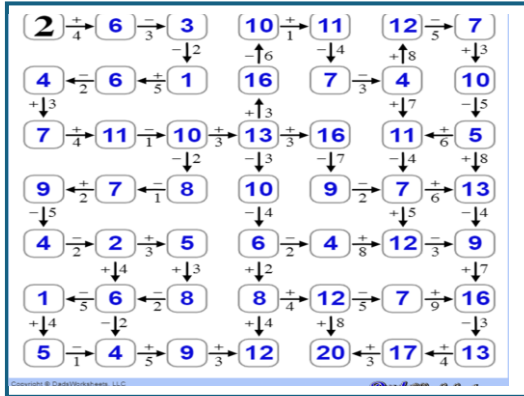 2 +4 6 −3 3 10 +1 11 12 −5 7
−2 −6 −4 +8 +3
4 −2 6 +5 1 16 7 −3 4 10
+3 +3 +7 −5
7 +4 11 −1 10 +3 13 +3 16 11 +6 5
−2 −3 −7 −4 +8
9 +2 7 −1 8 10 9 −2 7 +6 13
−5 −4 +5 −4
4 −2 2 +3 5 6 −2 4 +8 12 −3 9
+4 +3 +2 +7
1 −5 6 −2 8 8 +4 12 −5 7 +9 16
+4 −2 +4 +8 −3
5 −1 4 +5 9 +3 12 20 +3 17 +4 13
Copyright © DadsWorksheets, LLC